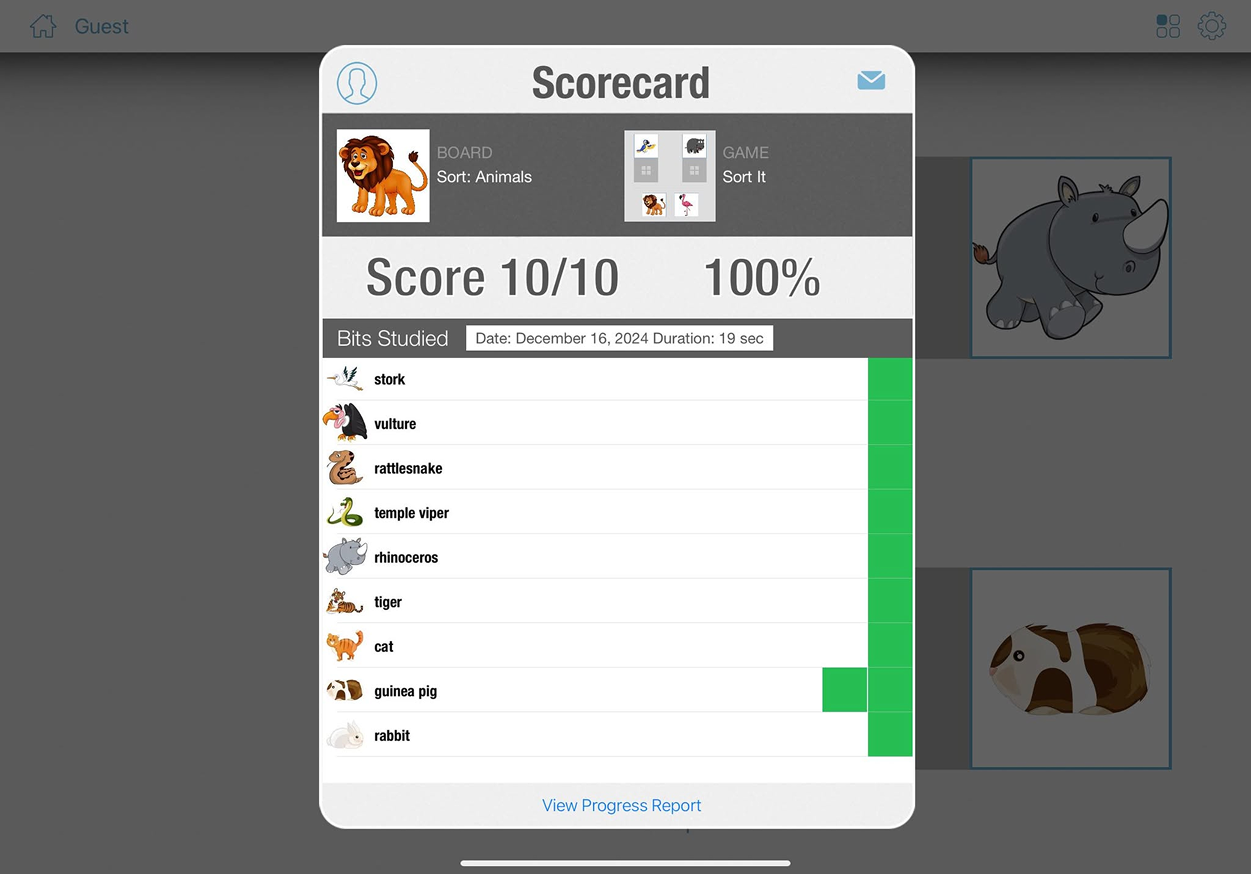 Guest
Scorecard
BOARD
Sort: Animals
GAME
Sort It
Score 10/10 100%
Bits Studied Date: December 16, 2024 Duration: 19 sec
stork
vulture
rattlesnake
temple viper
rhinoceros
tiger
cat
guinea pig
rabbit
View Progress Report